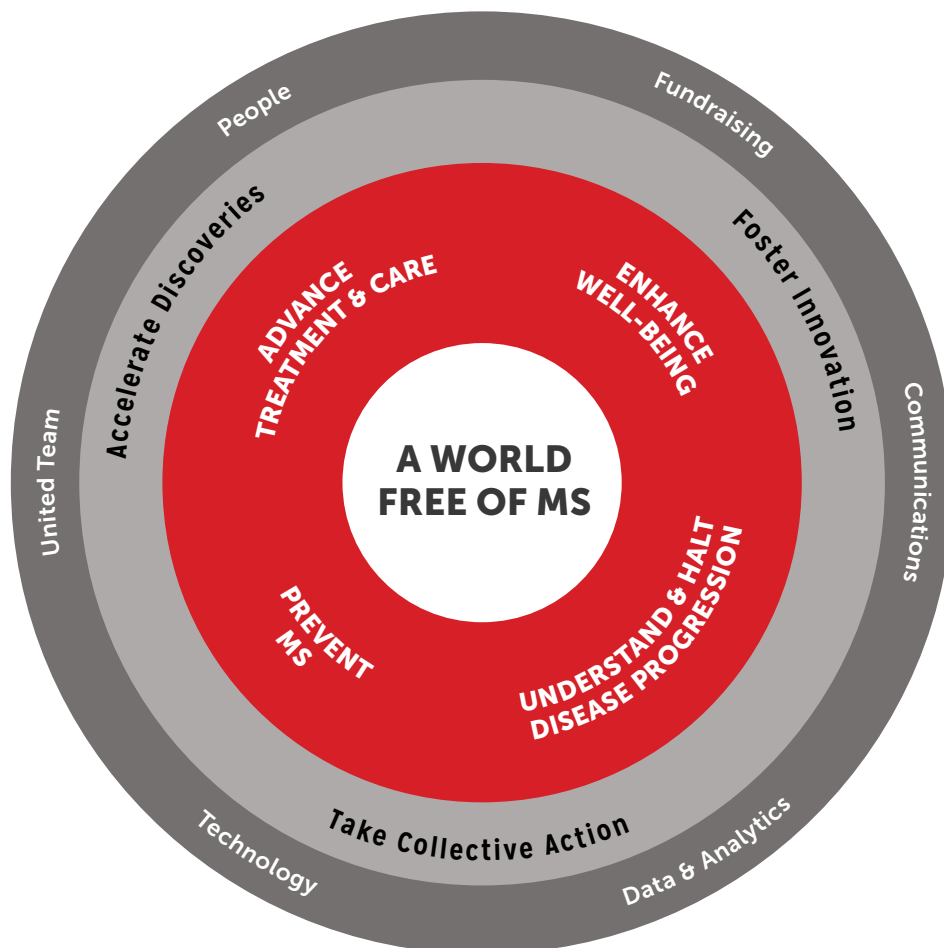 People
Fundraising
Communications
Data & Analytics
Technology
United Team
Accelerate Discoveries
Foster Innovation
Take Collective Action
ADVANCE
TREATMENT & CARE
ENHANCE
WELL-BEING
UNDERSTAND & HALT
DISEASE PROGRESSION
PREVENT
MS
A WORLD
FREE OF MS